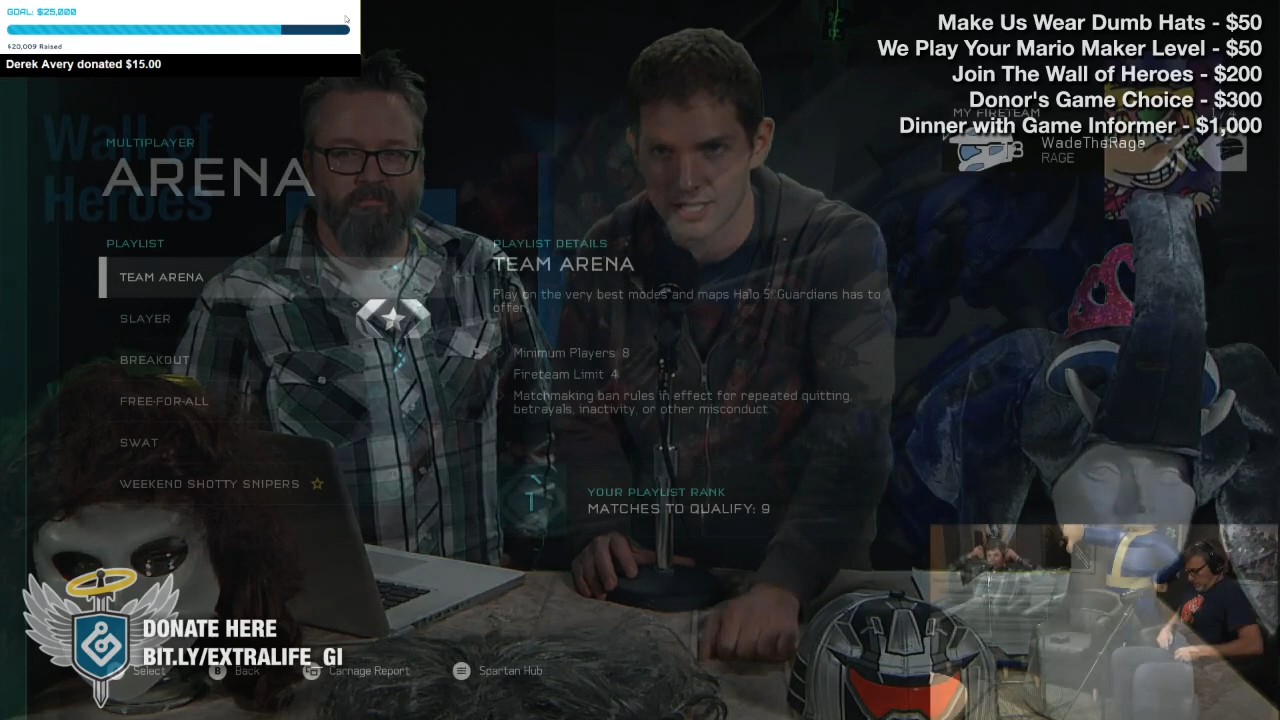 GOAL: $25,000
$20,009 Raised
Derek Avery donated $15.00
Make Us Wear Dumb Hats - $50
We Play Your Mario Maker Level - $50
Join The Wall of Heroes - $200
Donor's Game Choice - $300
Dinner with Game Informer - $1,000
MY FIRETEAM
WadeTheRage
RAGE
Wall of
Heroes
MULTIPLAYER
ARENA
PLAYLIST
TEAM ARENA
SLAYER
BREAKOUT
FREE-FOR-ALL
SWAT
WEEKEND SHOTTY SNIPERS
PLAYLIST DETAILS
TEAM ARENA
Play on the very best modes and maps Halo 5: Guardians has to
offer.
Minimum Players 8
Fireteam Limit 4
Matchmaking ban rules in effect for repeated quitting,
betrayals, inactivity, or other misconduct.
1
YOUR PLAYLIST RANK
MATCHES TO QUALIFY: 9
DONATE HERE
BIT.LY/EXTRALIFE_GI
Select
B Back
Carnage Report
Spartan Hub